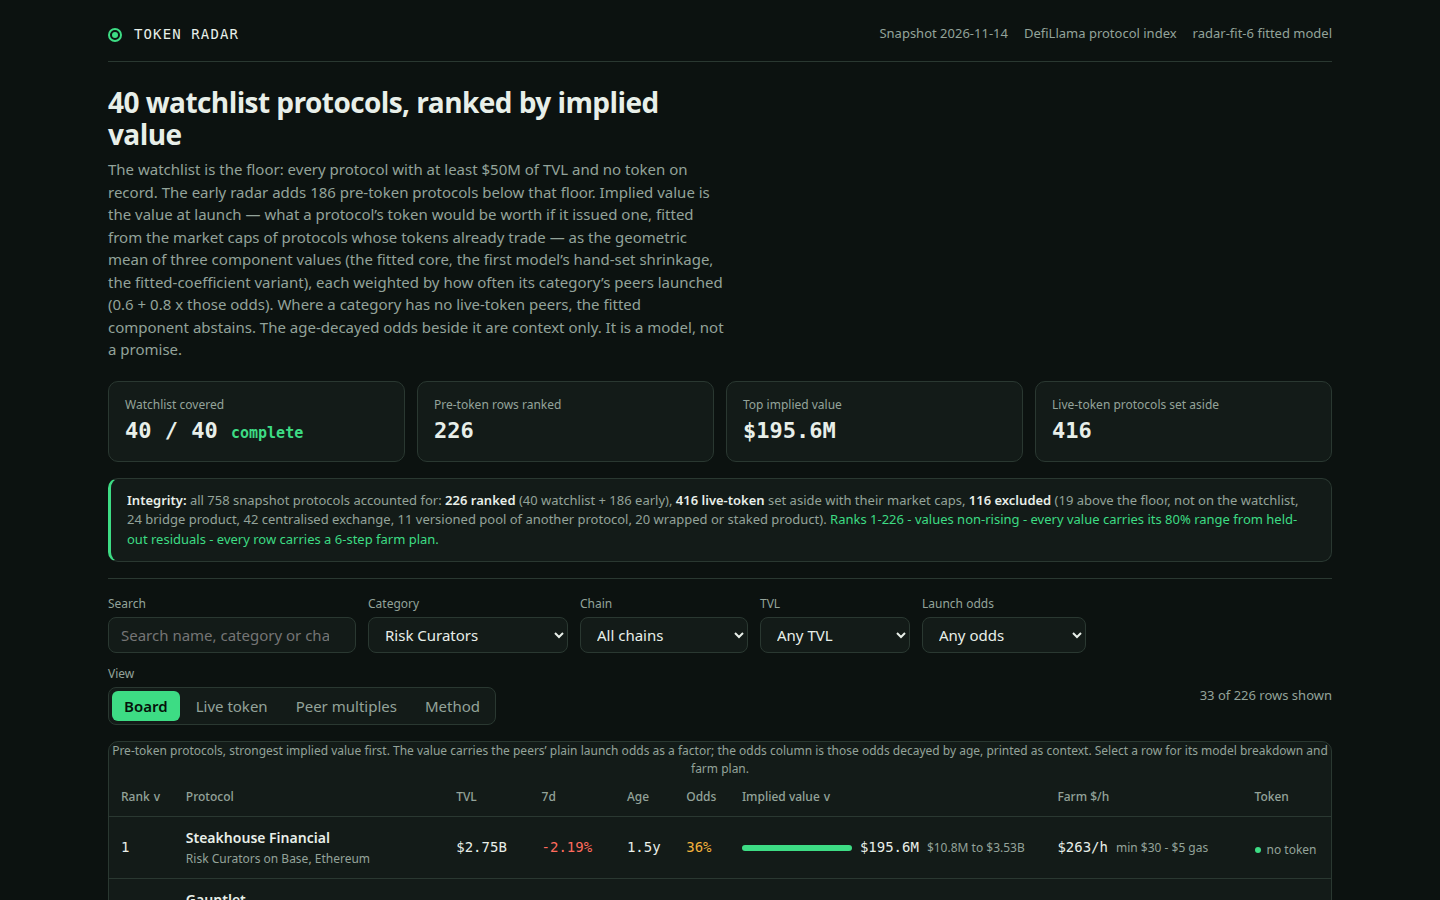 TOKEN RADAR
Snapshot 2026-11-14 DefiLlama protocol index radar-fit-6 fitted model
40 watchlist protocols, ranked by implied
value
The watchlist is the floor: every protocol with at least $50M of TVL and no token on
record. The early radar adds 186 pre-token protocols below that floor. Implied value is
the value at launch — what a protocol's token would be worth if it issued one, fitted
from the market caps of protocols whose tokens already trade — as the geometric
mean of three component values (the fitted core, the first model's hand-set shrinkage,
the fitted-coefficient variant), each weighted by how often its category's peers launched
(0.6 + 0.8 x those odds). Where a category has no live-token peers, the fitted
component abstains. The age-decayed odds beside it are context only. It is a model, not
a promise.
Watchlist covered
40 / 40 complete
Pre-token rows ranked
226
Top implied value
$195.6M
Live-token protocols set aside
416
Integrity: all 758 snapshot protocols accounted for: 226 ranked (40 watchlist + 186 early), 416 live-token set aside with their market caps, 116 excluded (19 above the floor, not on the watchlist,
24 bridge product, 42 centralised exchange, 11 versioned pool of another protocol, 20 wrapped or staked product). Ranks 1-226 - values non-rising - every value carries its 80% range from held-
out residuals - every row carries a 6-step farm plan.
Search Category Chain TVL Launch odds
Search name, category or cha Risk Curators All chains Any TVL Any odds
View
Board Live token Peer multiples Method
33 of 226 rows shown
Pre-token protocols, strongest implied value first. The value carries the peers' plain launch odds as a factor; the odds column is those odds decayed by age, printed as context. Select a row for its model breakdown and
farm plan.
Rank v Protocol TVL 7d Age Odds Implied value v Farm $/h Token
1 Steakhouse Financial $2.75B -2.19% 1.5y 36% $195.6M $10.8M to $3.53B $263/h min $30 - $5 gas no token
Risk Curators on Base, Ethereum
Gauntlet